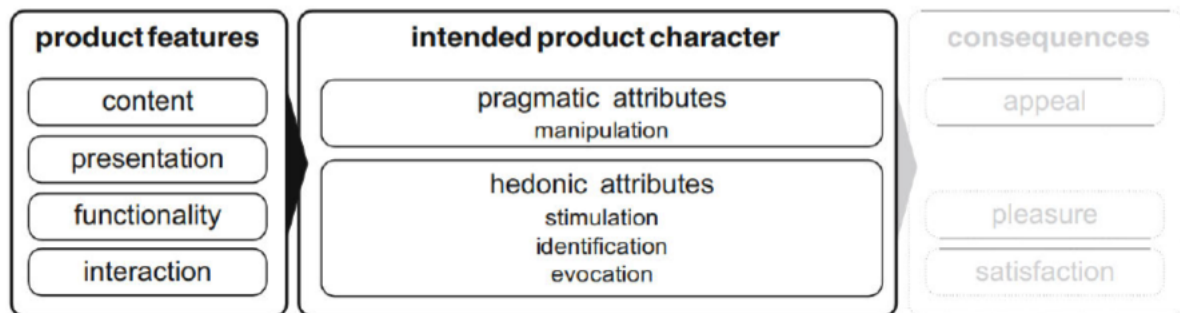 product features
content
presentation
functionality
interaction
intended product character
pragmatic attributes
manipulation
hedonic attributes
stimulation
identification
evocation
consequences
appeal
pleasure
satisfaction